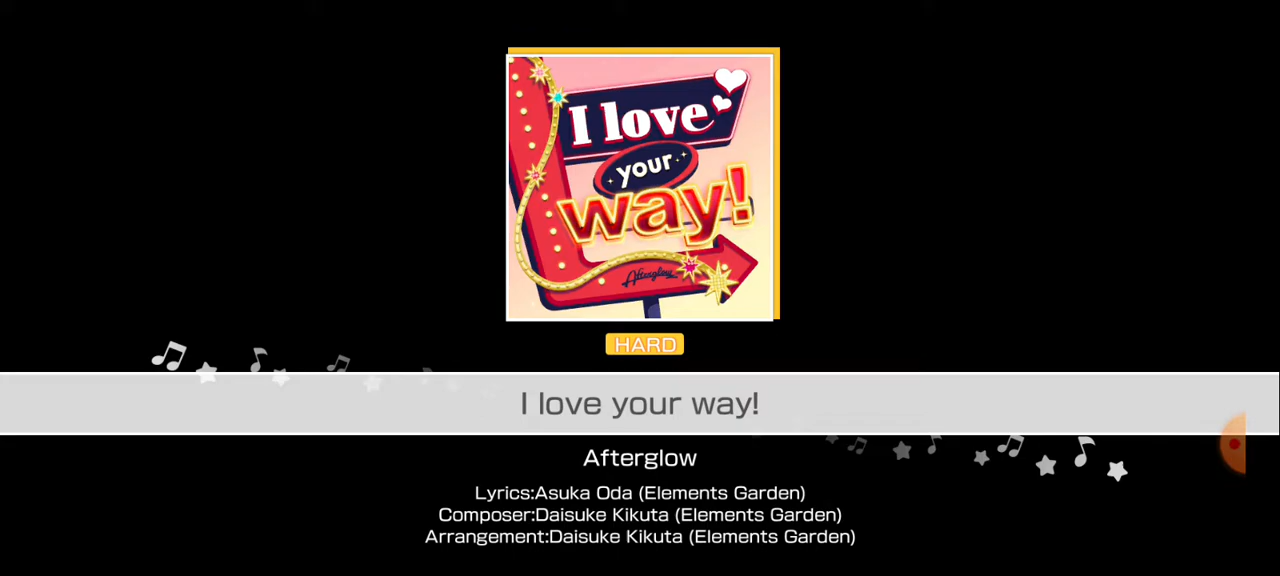 I love
your
way!
Afterglow
HARD
I love your way!
Afterglow
Lyrics:Asuka Oda (Elements Garden)
Composer:Daisuke Kikuta (Elements Garden)
Arrangement:Daisuke Kikuta (Elements Garden)